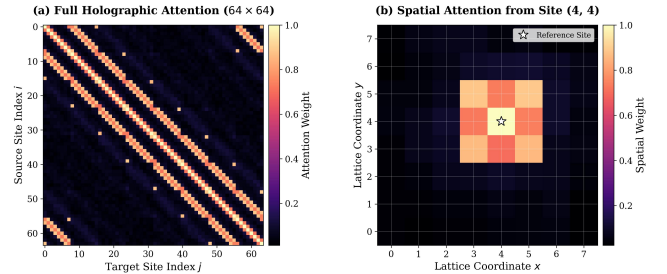 (a) Full Holographic Attention (64 × 64)
Source Site Index i
0
10
20
30
40
50
60
0 10 20 30 40 50 60
Target Site Index j
1.0
0.8
0.6
0.4
0.2
Attention Weight
(b) Spatial Attention from Site (4, 4)
Reference Site
Lattice Coordinate y
7
6
5
4
3
2
1
0
0 1 2 3 4 5 6 7
Lattice Coordinate x
1.0
0.8
0.6
0.4
0.2
Spatial Weight